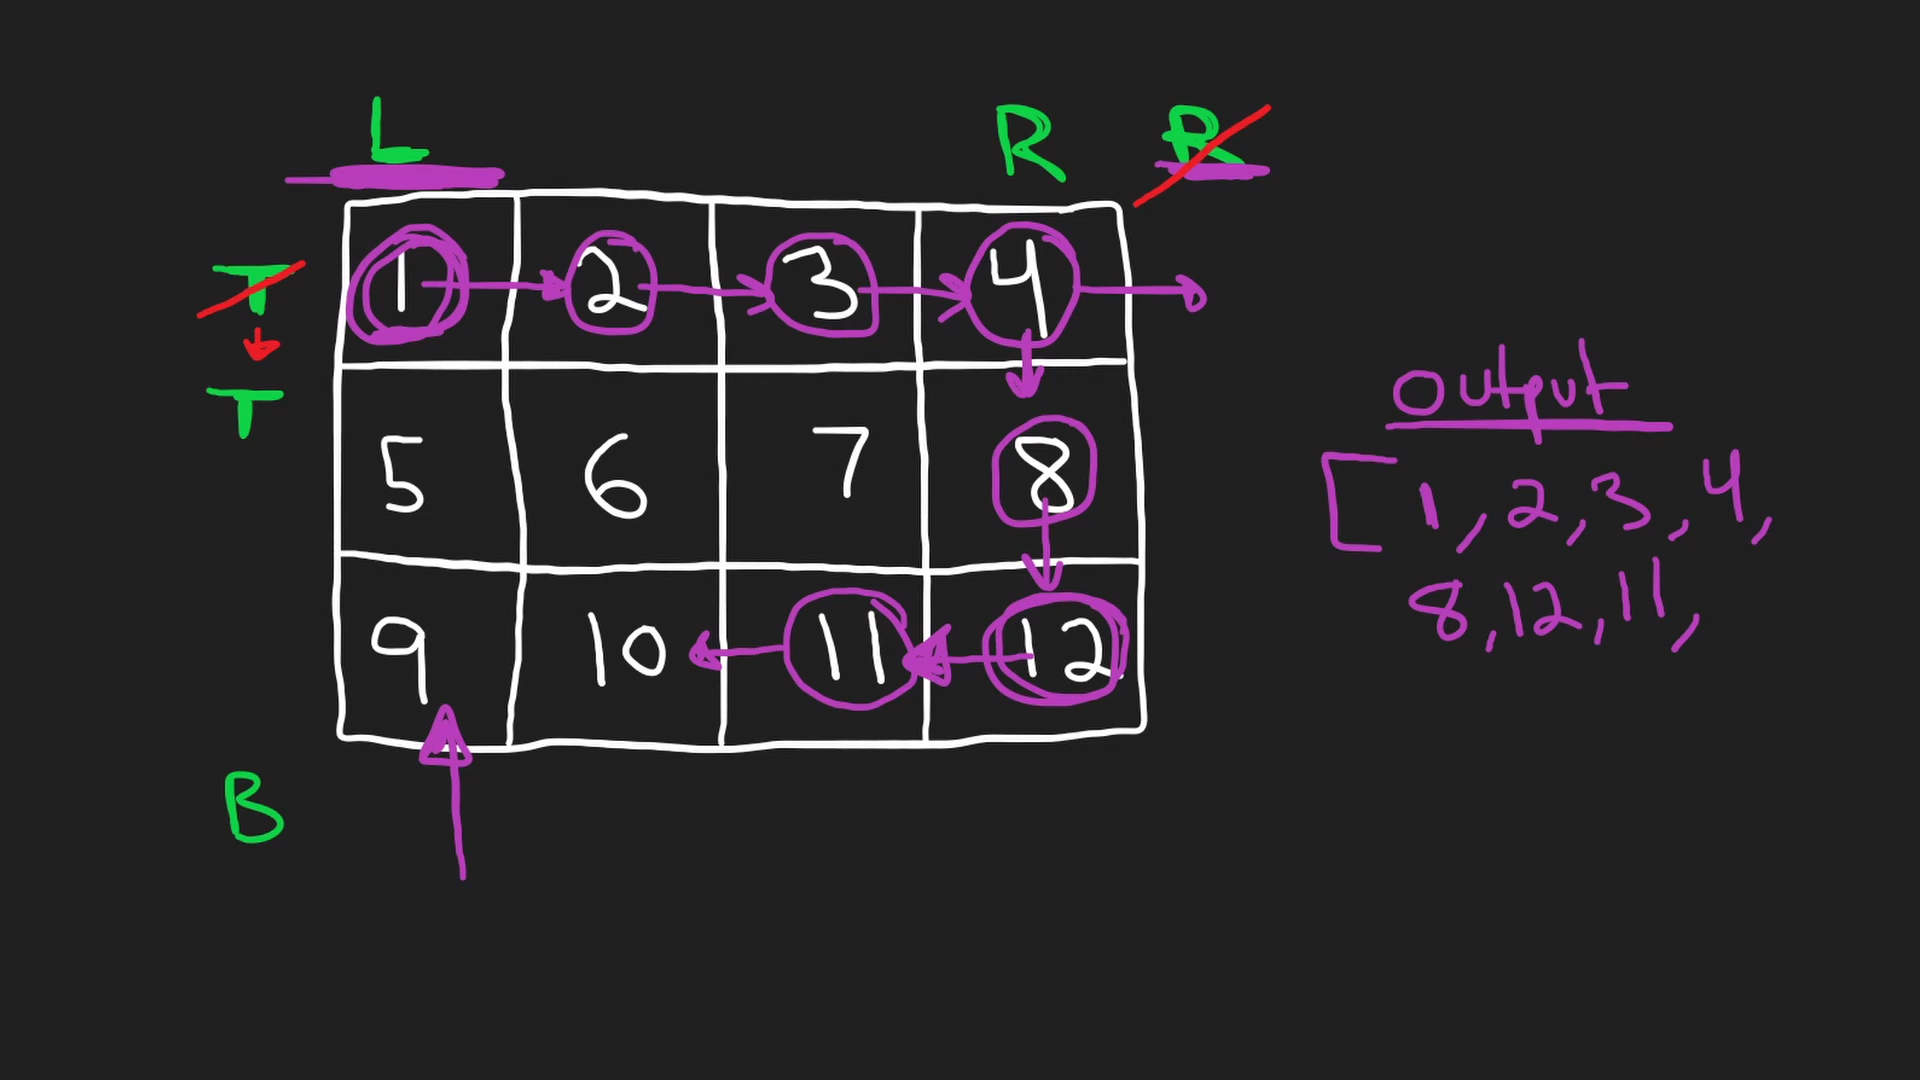 L R R
T
T
1 2 3 4
5 6 7 8
9 10 11 12
B
output
[1, 2, 3, 4,
8, 12, 11,